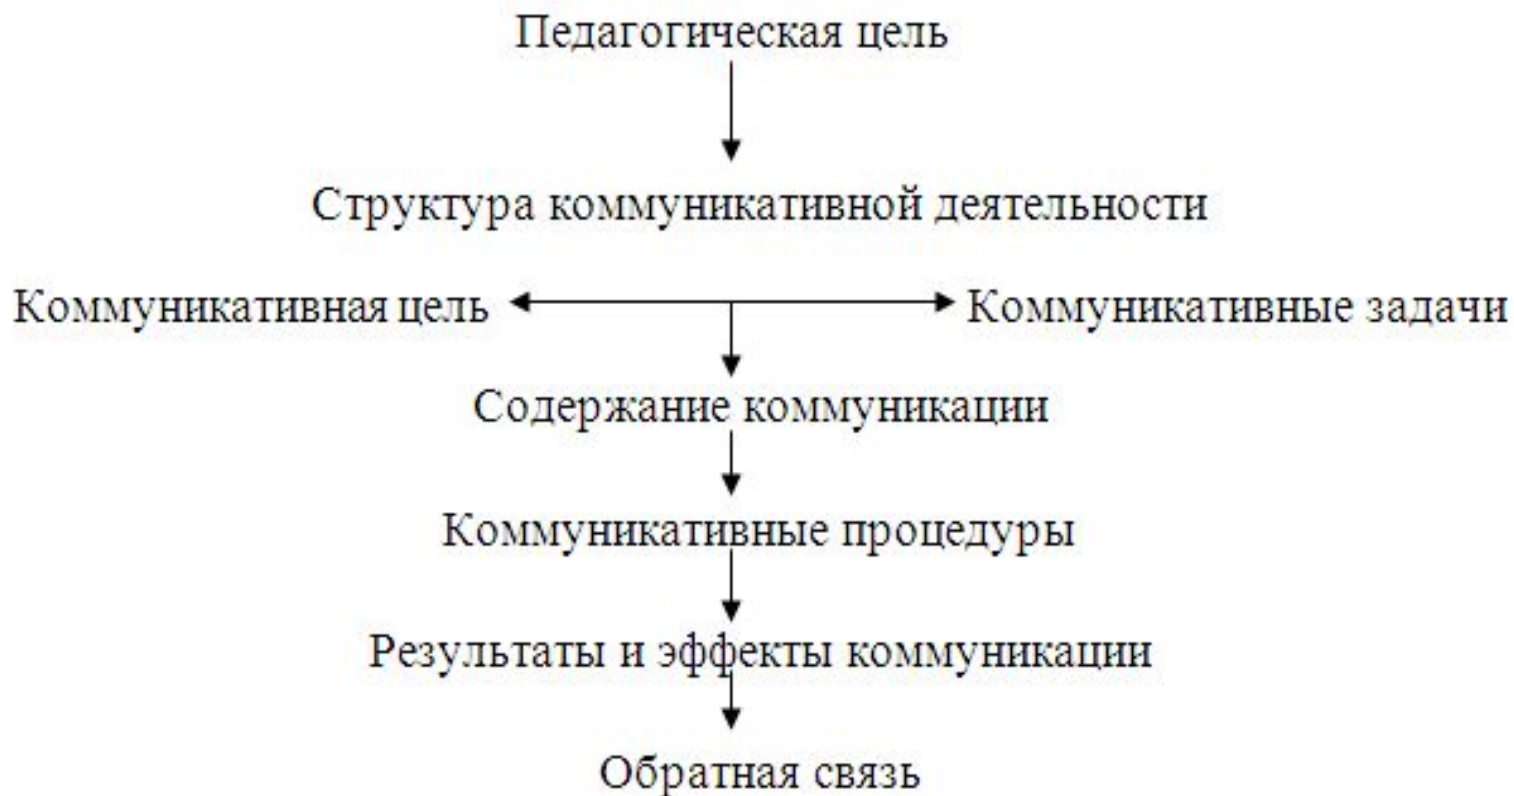 Педагогическая цель
Структура коммуникативной деятельности
Коммуникативная цель
Коммуникативные задачи
Содержание коммуникации
Коммуникативные процедуры
Результаты и эффекты коммуникации
Обратная связь